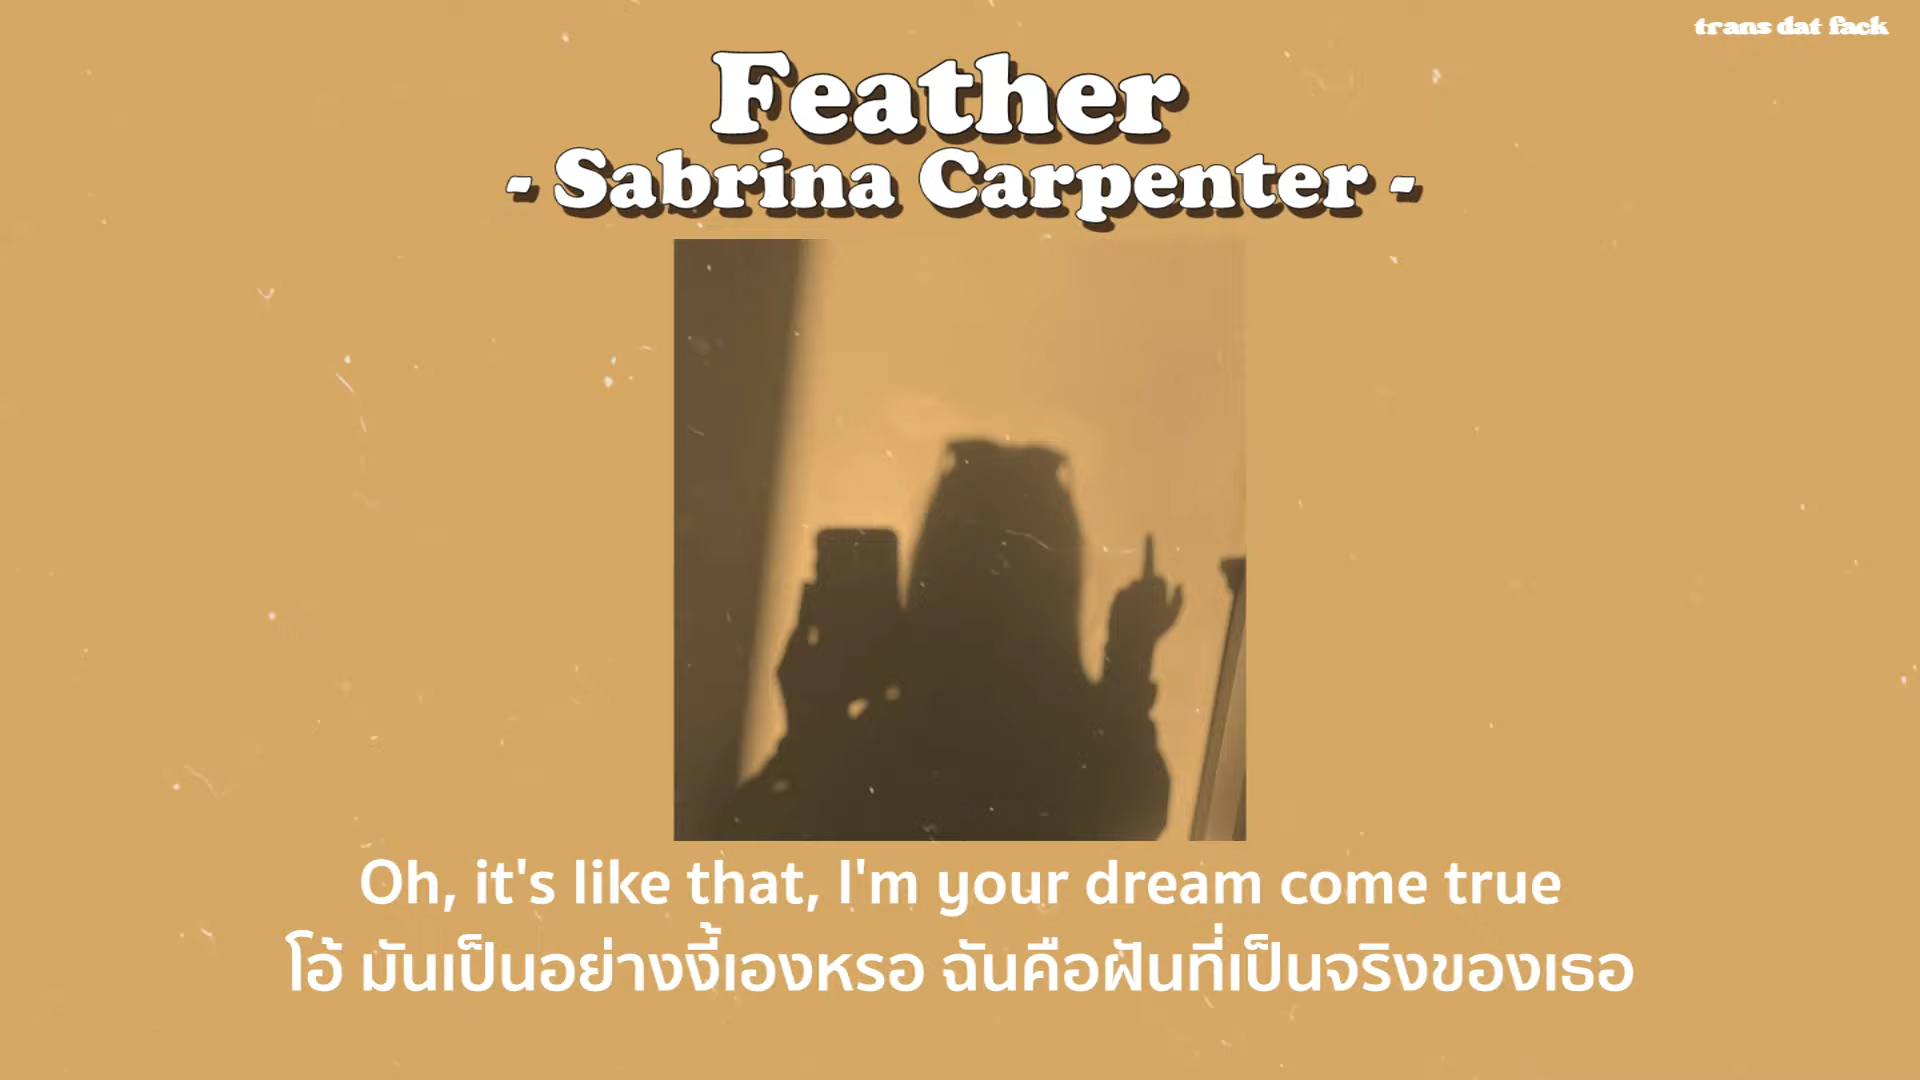 trans dat fack
Feather
- Sabrina Carpenter -
Oh, it's like that, I'm your dream come true
โอ้ มันเป็นอย่างงี้เองหรอ ฉันคือฝันที่เป็นจริงของเธอ